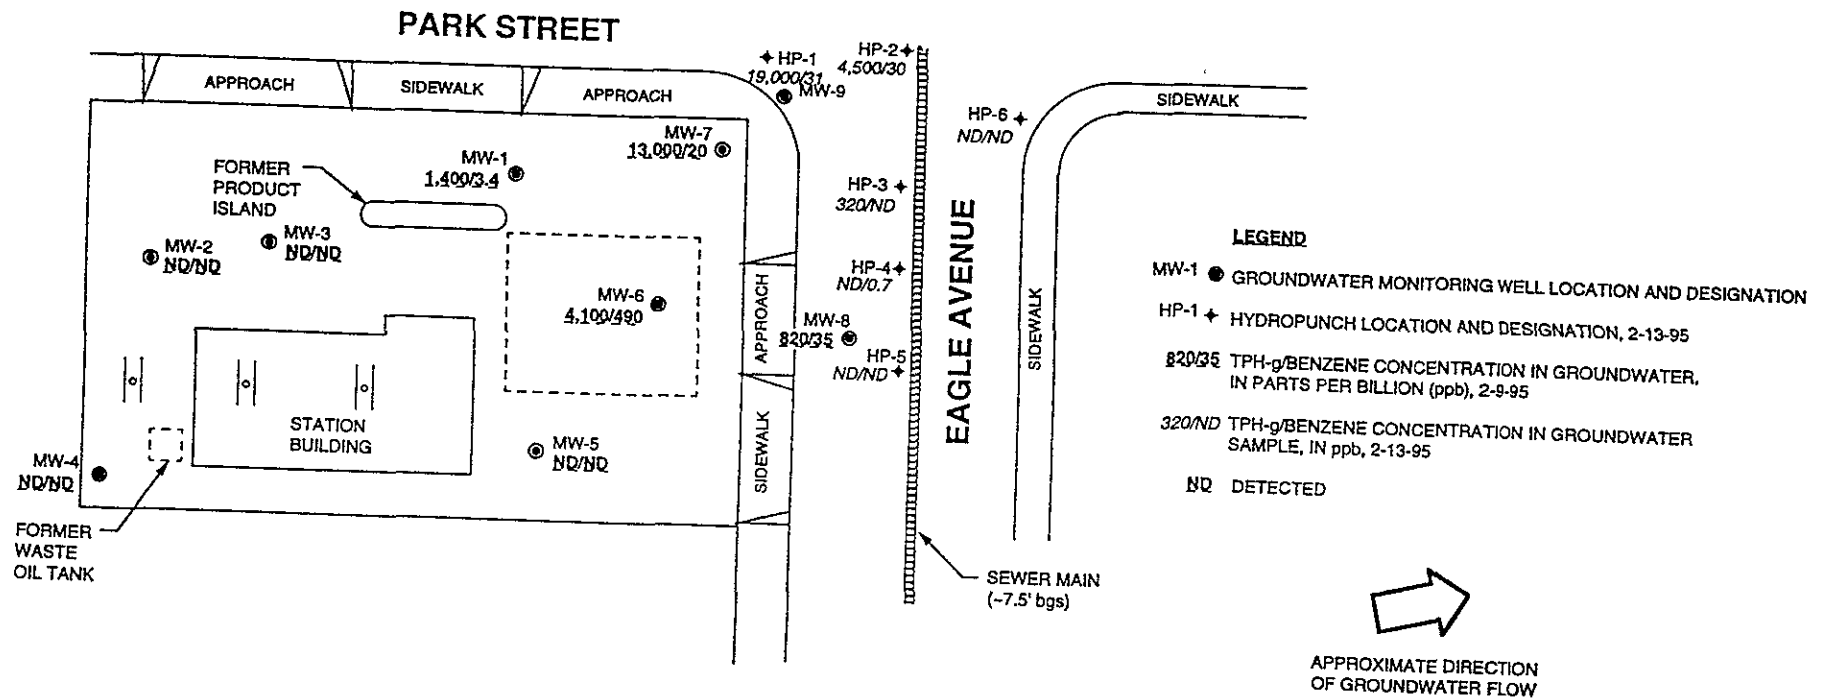 PARK STREET
APPROACH
SIDEWALK
APPROACH
HP-1
19,000/31
MW-9
HP-2
4,500/30
HP-6
ND/ND
SIDEWALK
MW-7
13,000/20
MW-1
1,400/3.4
FORMER
PRODUCT
ISLAND
HP-3
320/ND
MW-3
ND/ND
MW-2
ND/ND
HP-4
ND/0.7
MW-6
4,100/490
APPROACH
MW-8
820/35
HP-5
ND/ND
EAGLE AVENUE
SIDEWALK
STATION
BUILDING
MW-5
ND/ND
SIDEWALK
MW-4
ND/ND
FORMER
WASTE
OIL TANK
SEWER MAIN
(~7.5' bgs)
LEGEND
MW-1 GROUNDWATER MONITORING WELL LOCATION AND DESIGNATION
HP-1 HYDROPUNCH LOCATION AND DESIGNATION, 2-13-95
820/35 TPH-g/BENZENE CONCENTRATION IN GROUNDWATER,
IN PARTS PER BILLION (ppb), 2-9-95
320/ND TPH-g/BENZENE CONCENTRATION IN GROUNDWATER
SAMPLE, IN ppb, 2-13-95
ND DETECTED
APPROXIMATE DIRECTION
OF GROUNDWATER FLOW